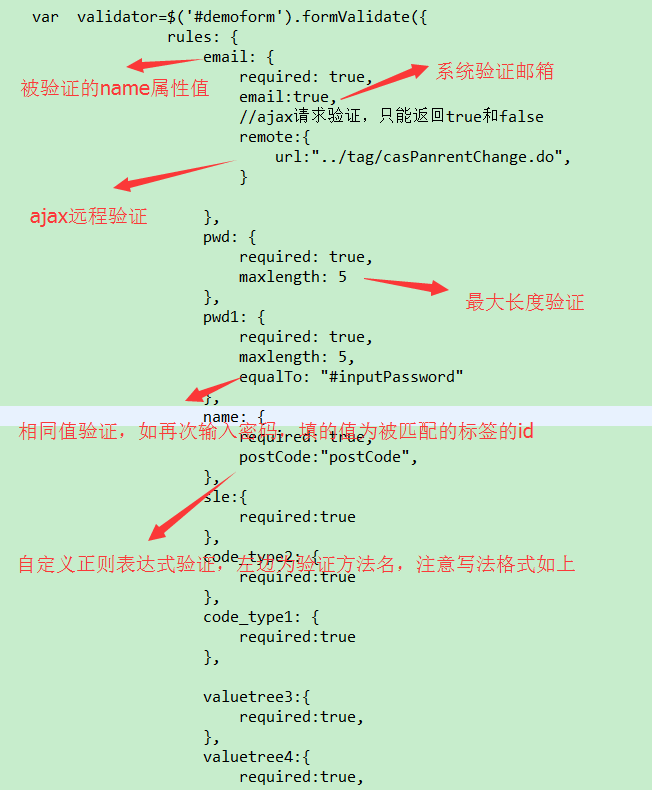 var  validator=$('#demoform').formValidate({
rules: {
email: {
系统验证邮箱
被验证的name属性值
required: true,
email:true,
//ajax请求验证，只能返回true和false
remote:{
url:"../tag/casPanrentChange.do",
}
ajax远程验证
},
pwd: {
required: true,
maxlength: 5
最大长度验证
},
pwd1: {
required: true,
maxlength: 5,
equalTo: "#inputPassword"
},
name: {
相同值验证，如再次输入密码，填的值为被匹配的标签的id
required: true,
postCode:"postCode",
},
sle:{
required:true
},
code_type2: {
自定义正则表达式验证，左边为验证方法名，注意写法格式如上
required:true
},
code_type1: {
required:true
},
valuetree3:{
required:true,
},
valuetree4:{
required:true,